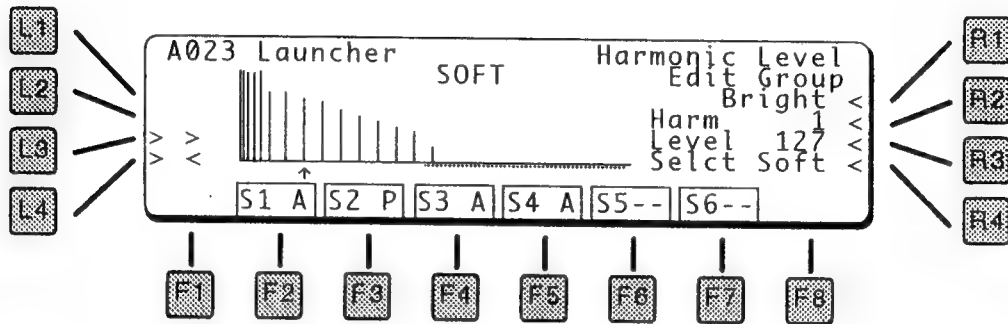 A023 Launcher
SOFT
Harmonic Level
Edit Group
Bright <
Harm 1 <
Level 127 <
Selct Soft <
> >
> <
S1 A S2 P S3 A S4 A S5-- S6--
L1
L2
L3
L4
R1
R2
R3
R4
F1 F2 F3 F4 F5 F6 F7 F8